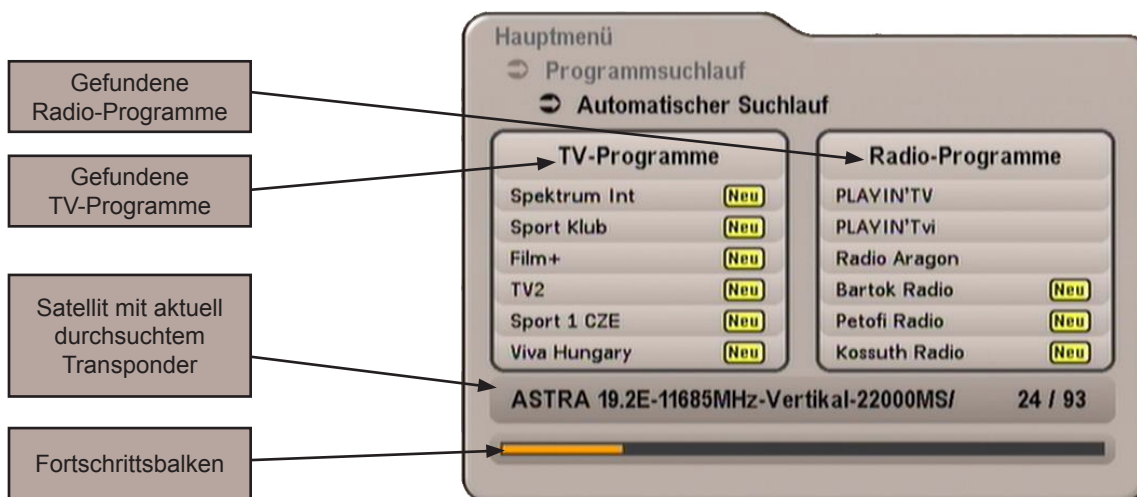 Gefundene
Radio-Programme
Gefundene
TV-Programme
Satellit mit aktuell
durchsuchtem
Transponder
Fortschrittsbalken
Hauptmenü
Programmsuchlauf
Automatischer Suchlauf
TV-Programme
Spektrum Int Neu
Sport Klub Neu
Film+ Neu
TV2 Neu
Sport 1 CZE Neu
Viva Hungary Neu
Radio-Programme
PLAYIN'TV
PLAYIN'Tvi
Radio Aragon
Bartok Radio Neu
Petofi Radio Neu
Kossuth Radio Neu
ASTRA 19.2E-11685MHz-Vertikal-22000MS/ 24 / 93